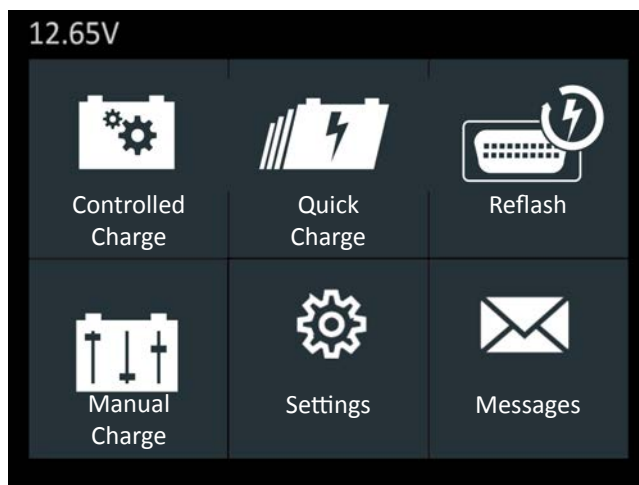 12.65V
Controlled
Charge
Quick
Charge
Reflash
Manual
Charge
Settings
Messages